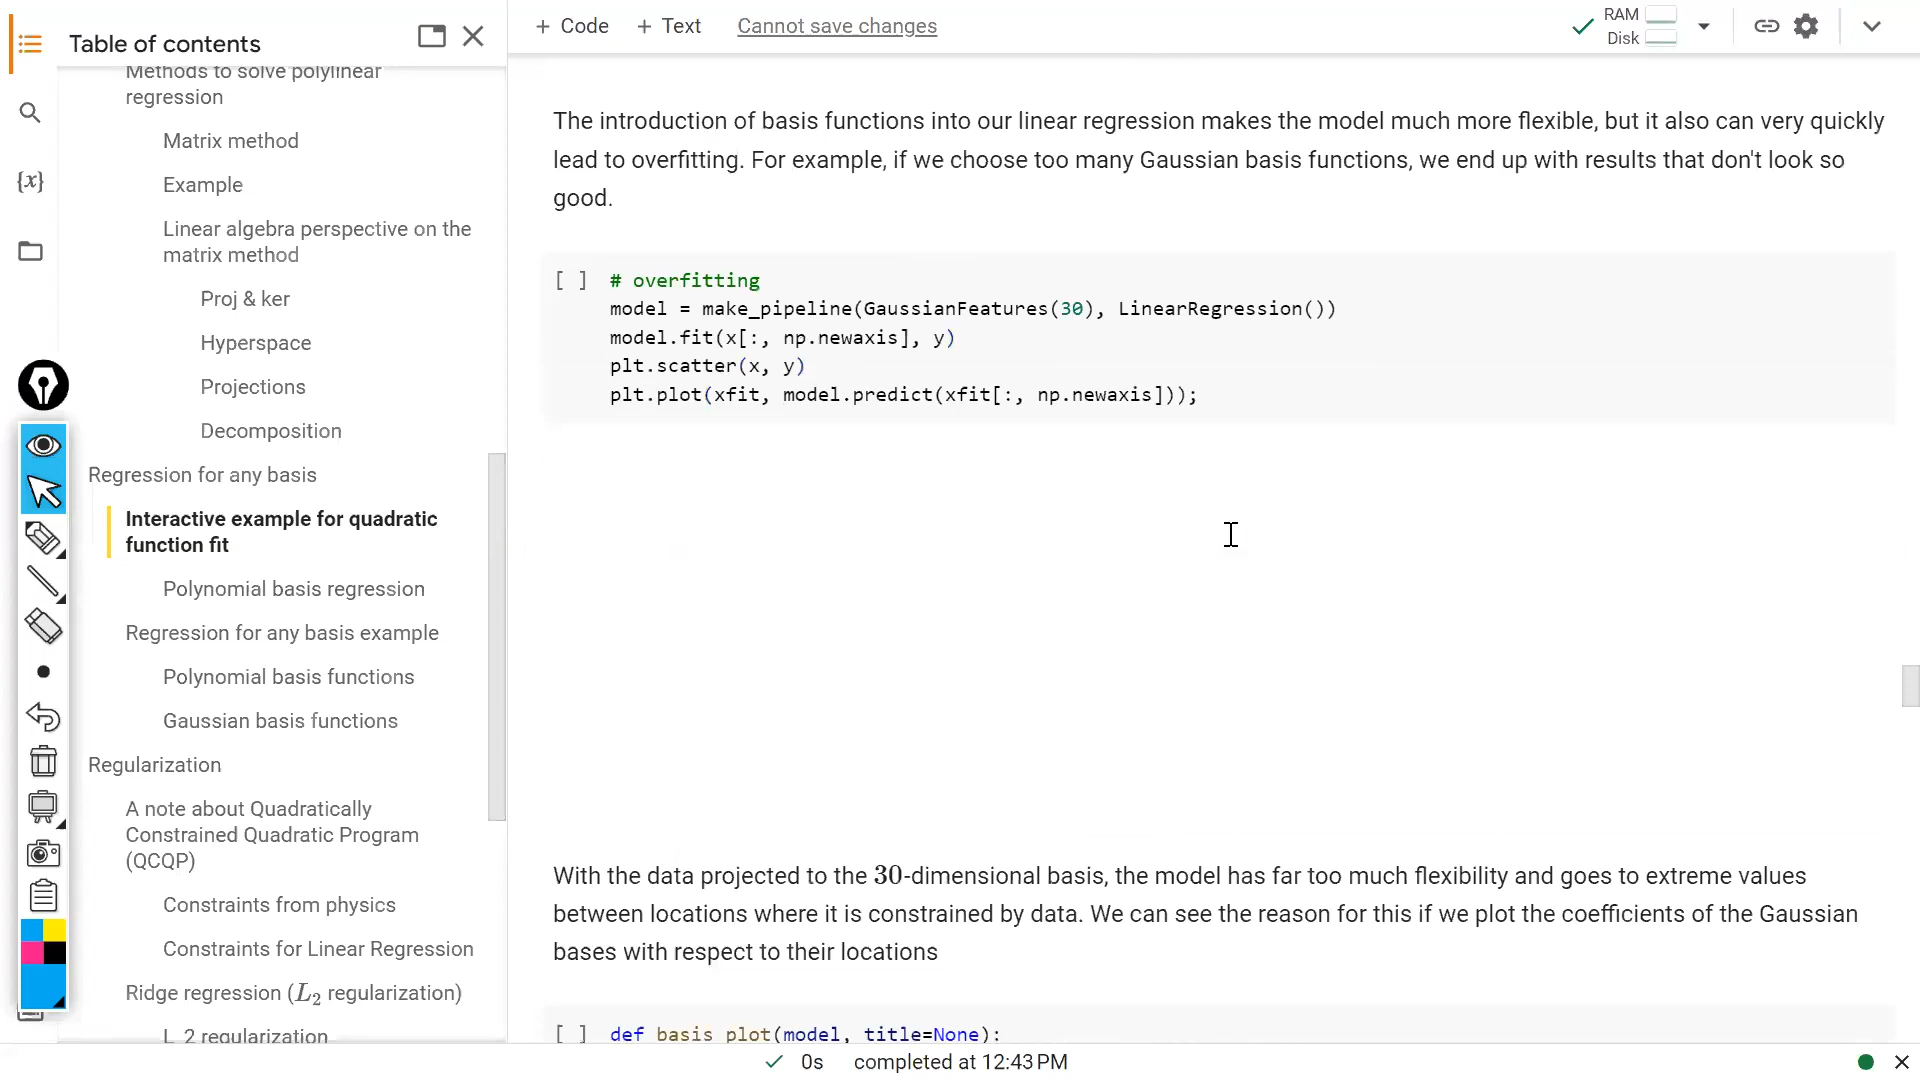 Table of contents
Methods to solve polylinear
regression
Matrix method
Example
Linear algebra perspective on the
matrix method
Proj & ker
Hyperspace
Projections
Decomposition
Regression for any basis
Interactive example for quadratic
function fit
Polynomial basis regression
Regression for any basis example
Polynomial basis functions
Gaussian basis functions
Regularization
A note about Quadratically
Constrained Quadratic Program
(QCQP)
Constraints from physics
Constraints for Linear Regression
Ridge regression (L2 regularization)
L_2 regularization
{x}
+ Code + Text Cannot save changes
RAM
Disk
The introduction of basis functions into our linear regression makes the model much more flexible, but it also can very quickly
lead to overfitting. For example, if we choose too many Gaussian basis functions, we end up with results that don't look so
good.
[ ] # overfitting
model = make_pipeline(GaussianFeatures(30), LinearRegression())
model.fit(x[:, np.newaxis], y)
plt.scatter(x, y)
plt.plot(xfit, model.predict(xfit[:, np.newaxis]));
With the data projected to the 30-dimensional basis, the model has far too much flexibility and goes to extreme values
between locations where it is constrained by data. We can see the reason for this if we plot the coefficients of the Gaussian
bases with respect to their locations
[ ] def basis_plot(model, title=None):
0s completed at 12:43 PM